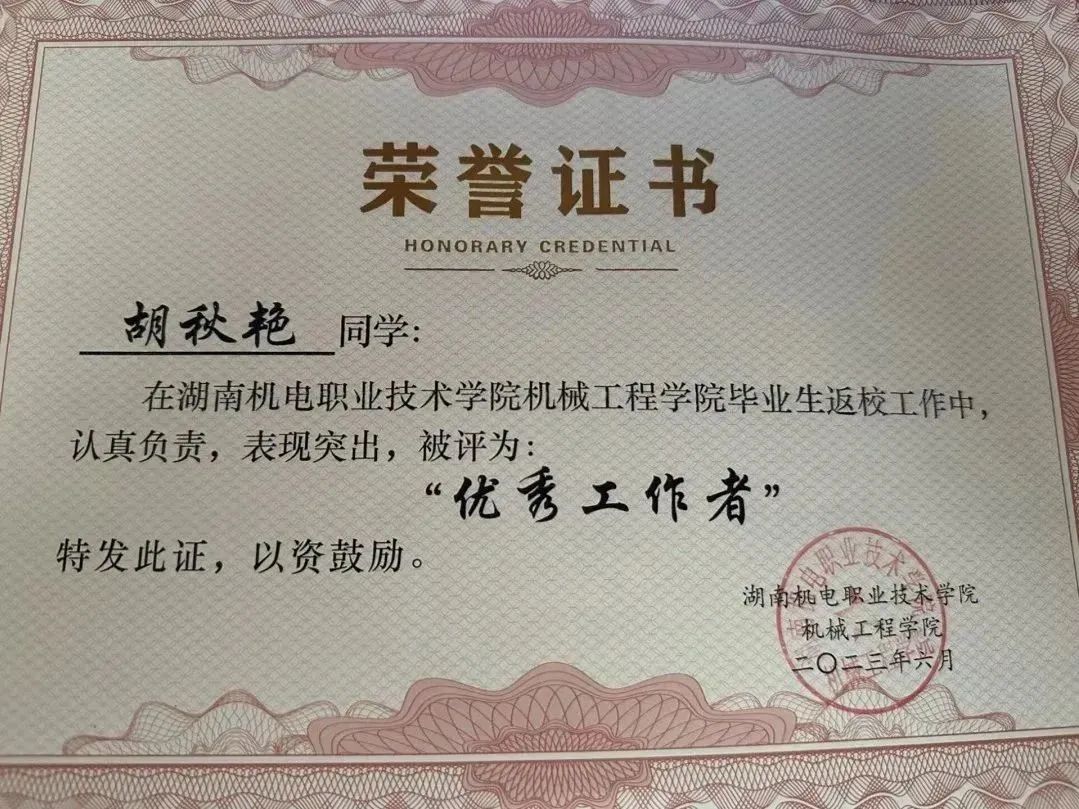 荣誉证书
HONORARY CREDENTIAL
胡秋艳 同学:
在湖南机电职业技术学院机械工程学院毕业生返校工作中,
认真负责，表现突出，被评为:
“优秀工作者”
特发此证，以资鼓励。
湖南机电职业技术学院
机械工程学院
二〇二三年六月